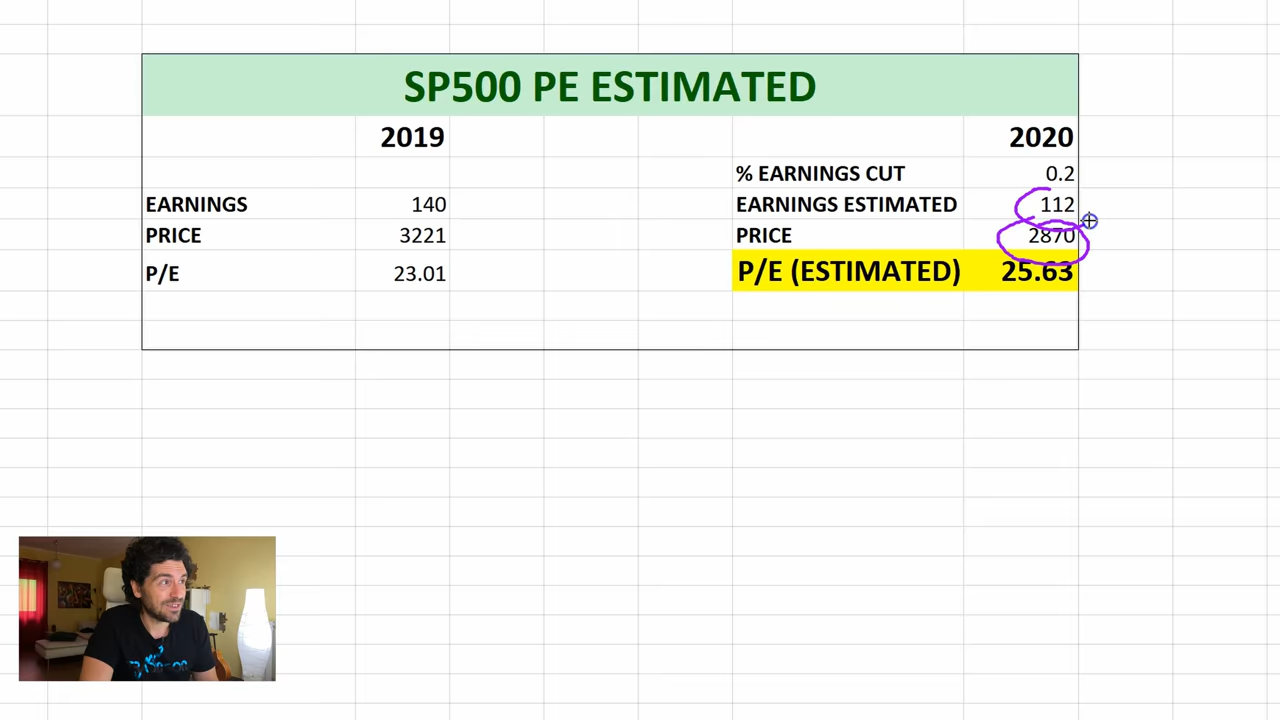 SP500 PE ESTIMATED
2019 2020
% EARNINGS CUT 0.2
EARNINGS 140 EARNINGS ESTIMATED 112
PRICE 3221 PRICE 2870
P/E 23.01 P/E (ESTIMATED) 25.63